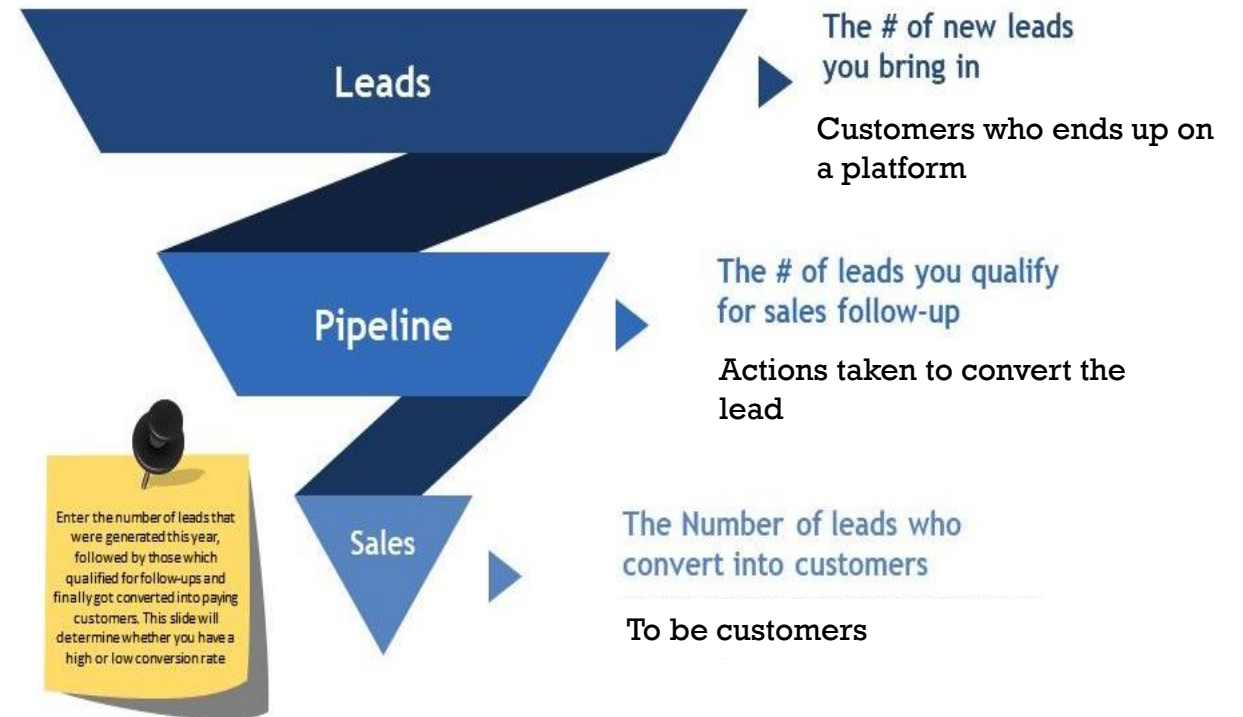 Leads
The # of new leads
you bring in
Customers who ends up on
a platform
Pipeline
The # of leads you qualify
for sales follow-up
Actions taken to convert the
lead
Enter the number of leads that
were generated this year,
followed by those which
qualified for follow-ups and
finally got converted into paying
customers. This slide will
determine whether you have a
high or low conversion rate
Sales
The Number of leads who
convert into customers
To be customers